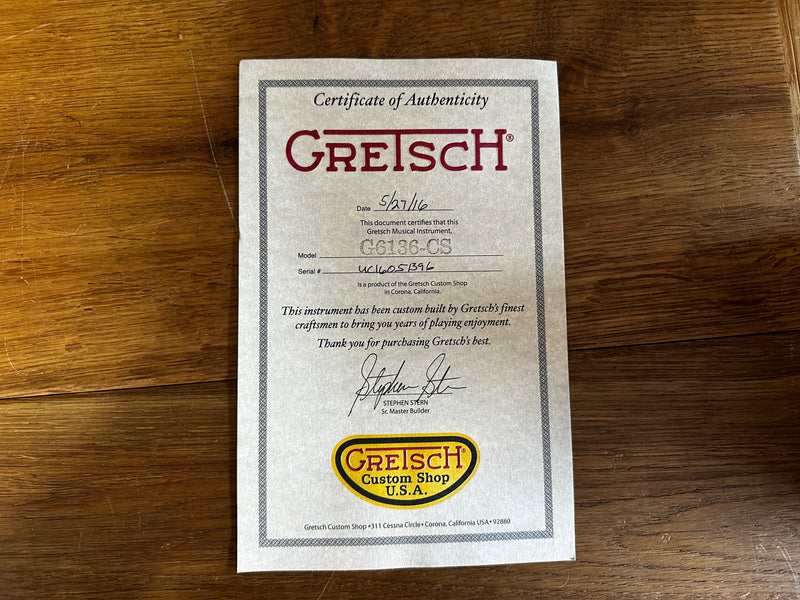 Certificate of Authenticity
GRETSCH®
Date 5/27/16
This document certifies that this
Gretsch Musical Instrument,
Model G6136-CS
Serial # UC16051396
is a product of the Gretsch Custom Shop
in Corona, California.
This instrument has been custom built by Gretsch's finest
craftsmen to bring you years of playing enjoyment.
Thank you for purchasing Gretsch's best.
Stephen Stern
STEPHEN STERN
Sr. Master Builder
GRETSCH®
Custom Shop
U.S.A.
Gretsch Custom Shop • 311 Cessna Circle • Corona, California USA • 92880